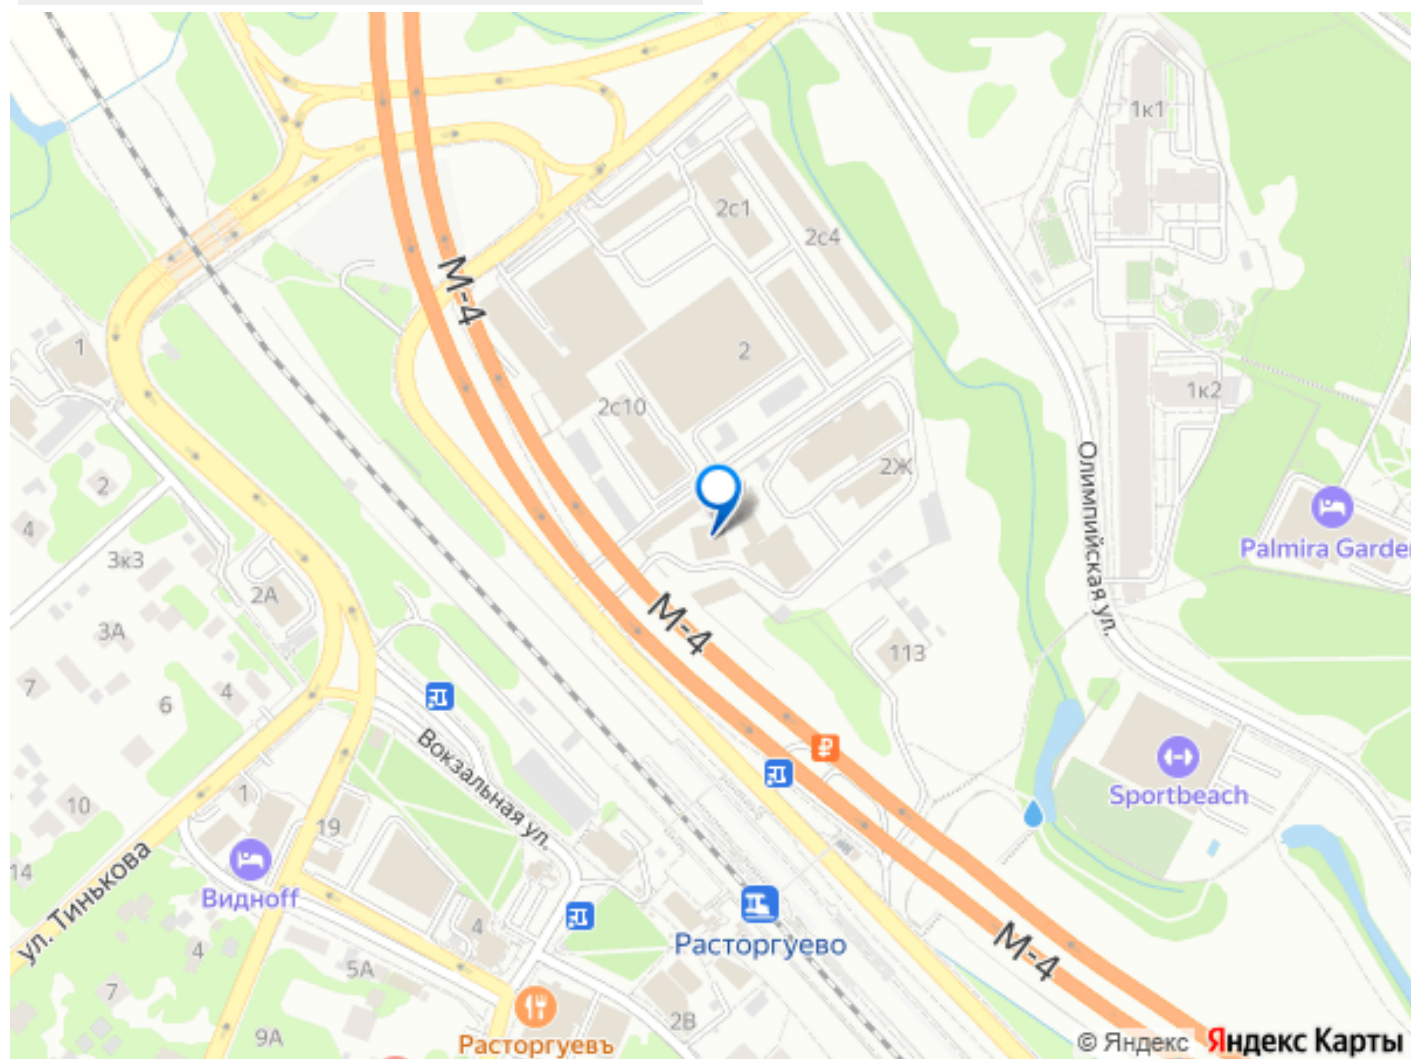 1к1
2с1
2с4
М-4
1
2
2с10
1к2
2Ж
Олимпийская ул.
2
4
3к3
2А
3А
Palmira Garde
М-4
113
7
6
4
Вокзальная ул.
₽
Sportbeach
10
1
19
14
ул. Тинькова
Видноff
4
4
Расторгуево
М-4
5А
7
9А
2В
Расторгуевъ
© Яндекс Яндекс Карты